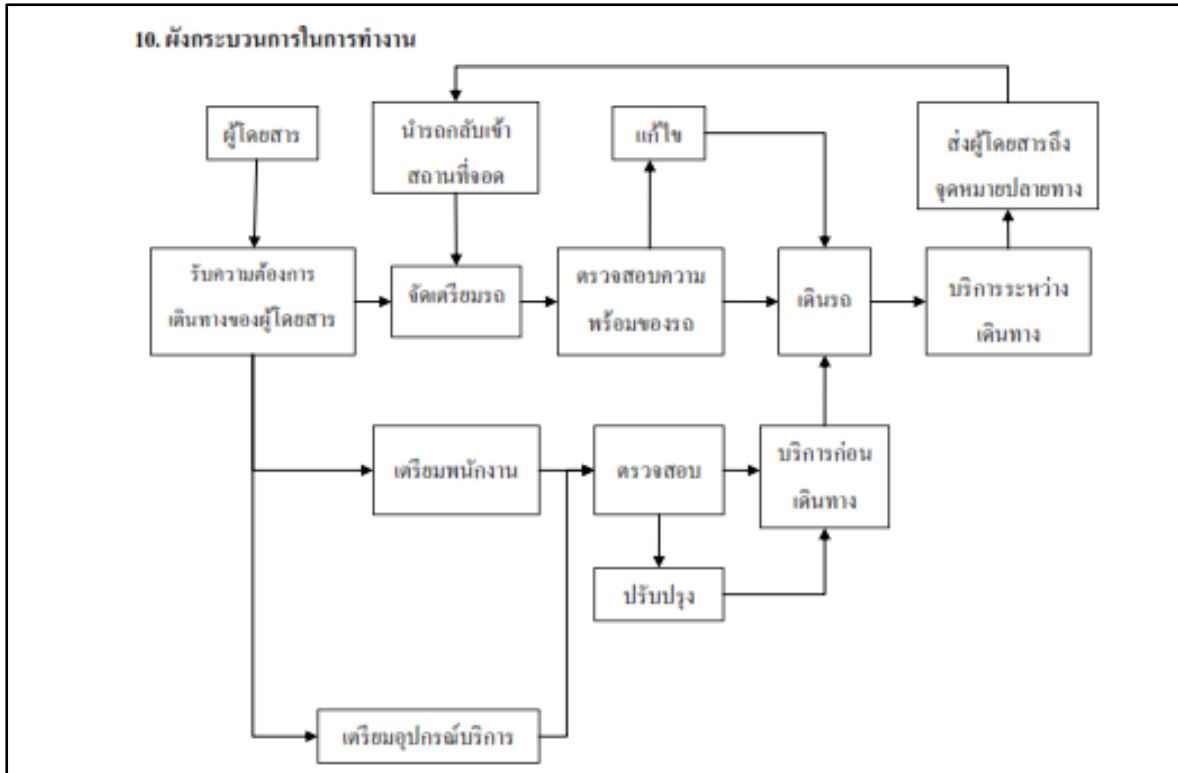 10. ผังกระบวนการในการทำงาน
ผู้โดยสาร
นำรถกลับเข้า
สถานที่จอด
แก้ไข
ส่งผู้โดยสารถึง
จุดหมายปลายทาง
รับความต้องการ
เดินทางของผู้โดยสาร
จัดเตรียมรถ
ตรวจสอบความ
พร้อมของรถ
เดินรถ
บริการระหว่าง
เดินทาง
เตรียมพนักงาน
ตรวจสอบ
บริการก่อน
เดินทาง
ปรับปรุง
เตรียมอุปกรณ์บริการ